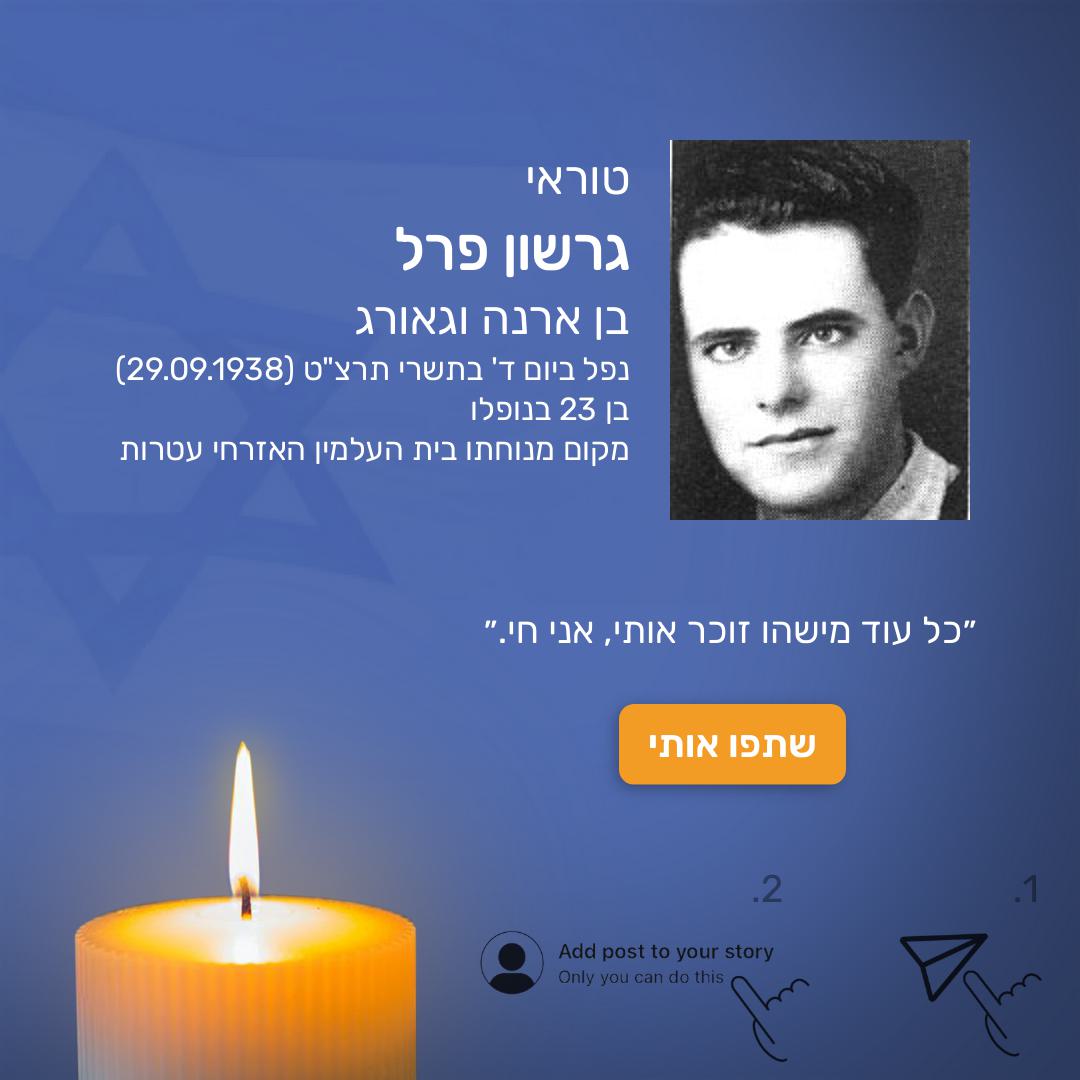 טוראי
גרשון פרל
בן ארנה וגאורג
נפל ביום ד' בתשרי תרצ"ט (29.09.1938)
בן 23 בנופלו
מקום מנוחתו בית העלמין האזרחי עטרות
״כל עוד מישהו זוכר אותי, אני חי.״
שתפו אותי
.1
.2
Add post to your story
Only you can do this